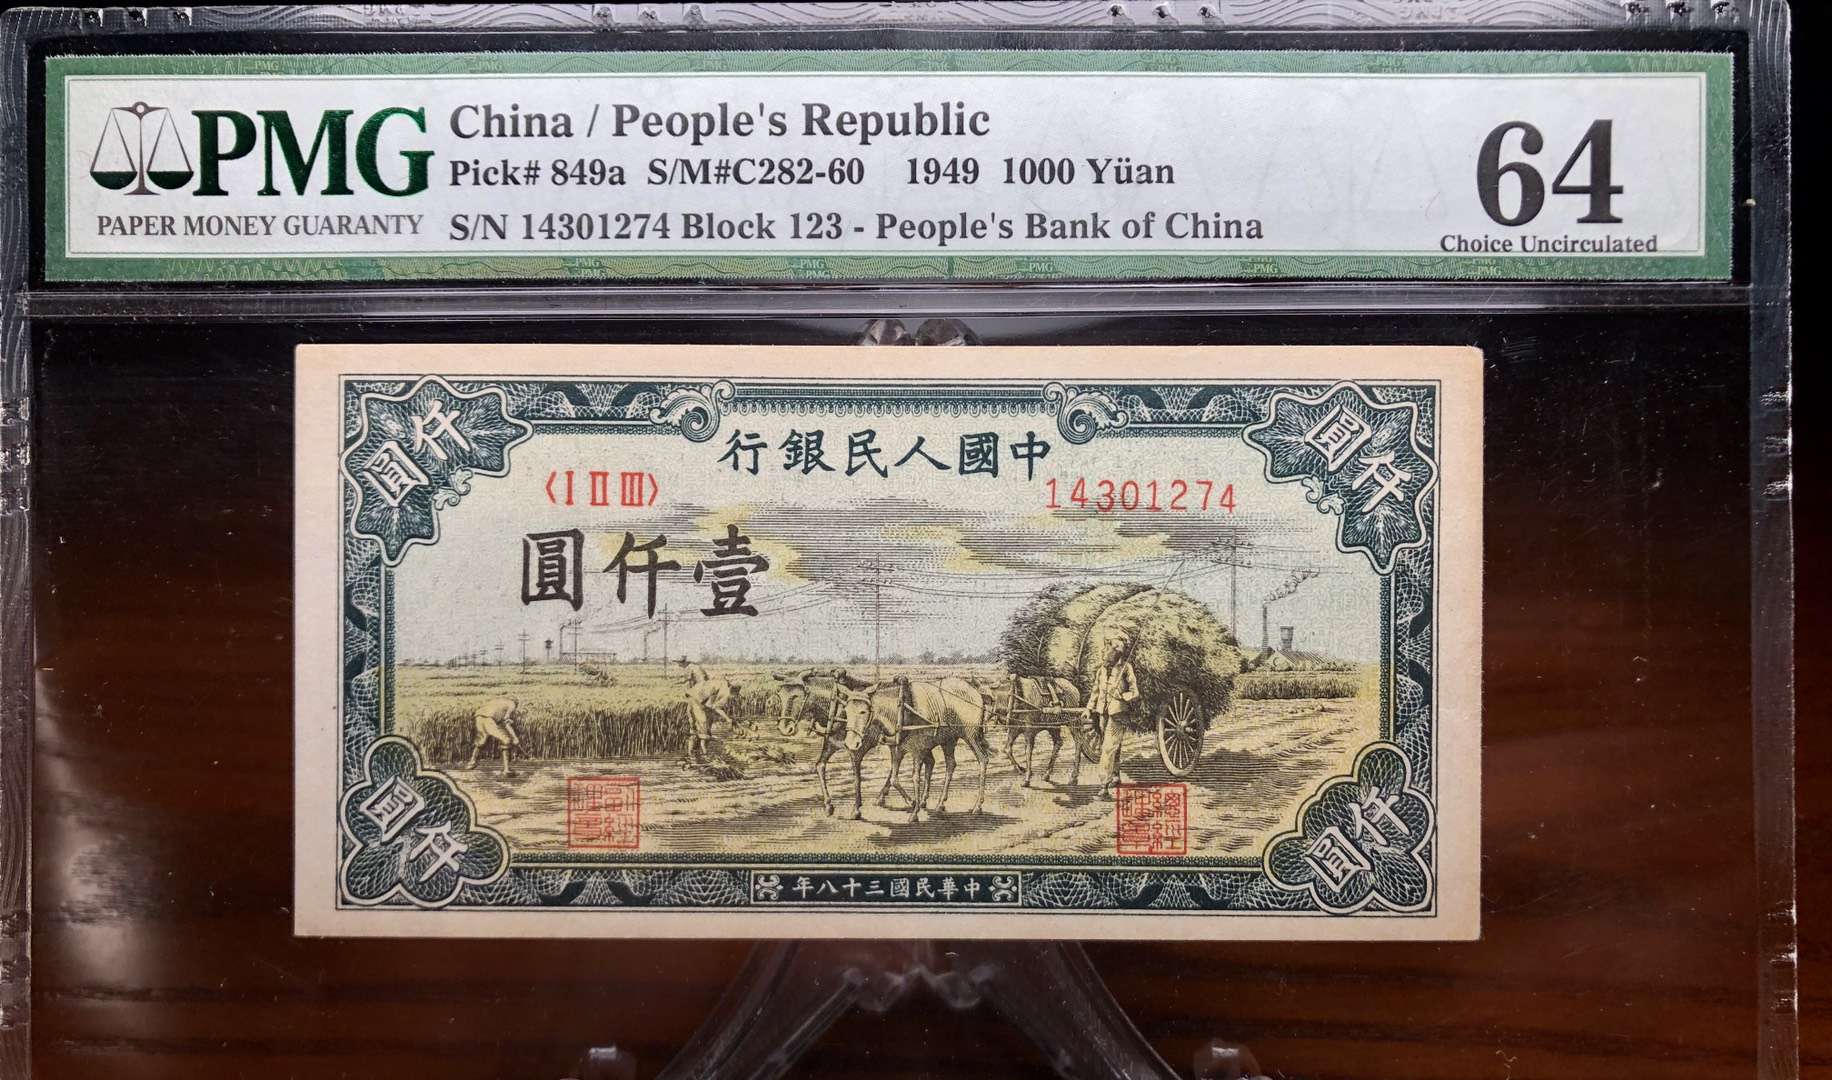 PMG
PAPER MONEY GUARANTY
China / People's Republic
Pick# 849a S/M#C282-60 1949 1000 Yüan
S/N 14301274 Block 123 - People's Bank of China
64
Choice Uncirculated
行銀民人國中
〈I II III〉
14301274
圓仟壹
仟圓
圓仟
圓仟
圓仟
年八十三國民華中